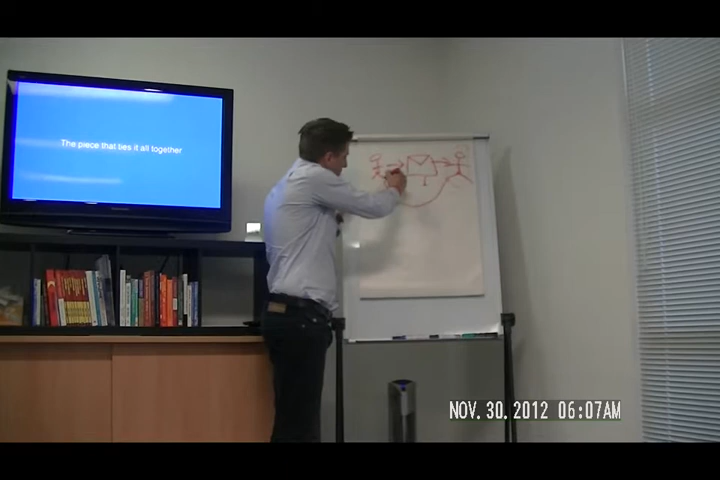 The piece that ties it all together
NOV. 30. 2012 06:07AM